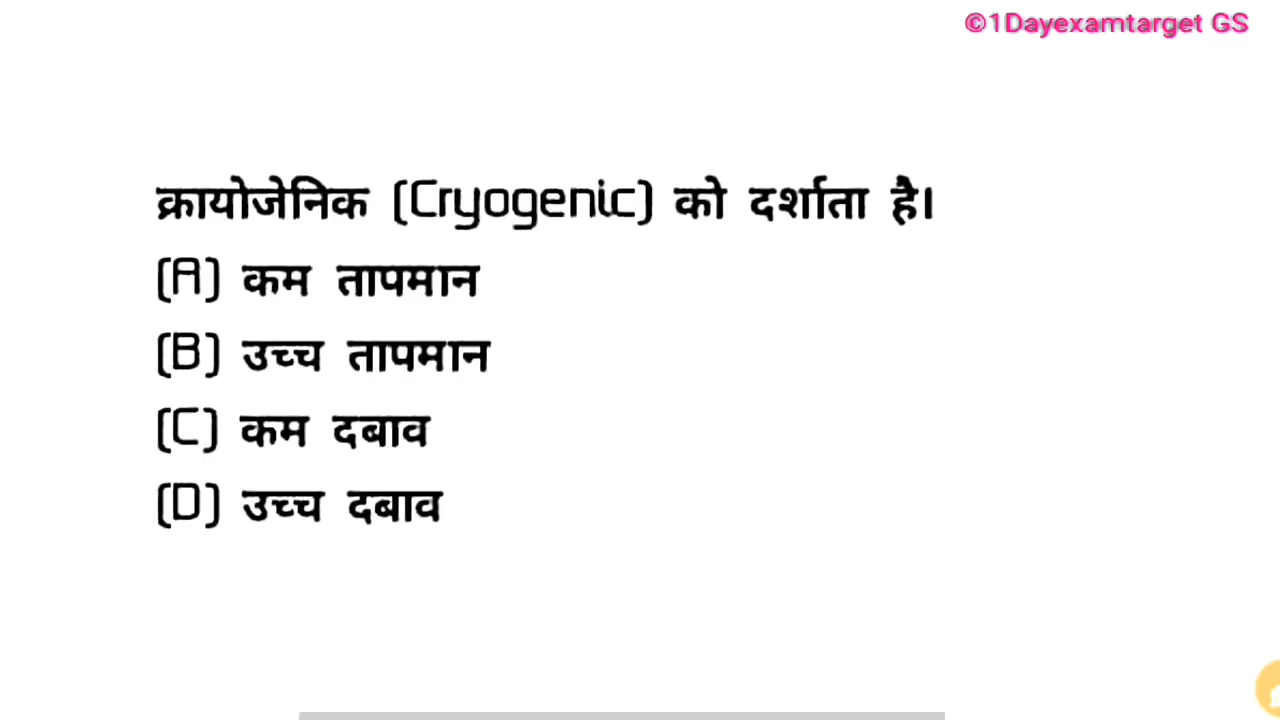 ©1Dayexamtarget GS
क्रायोजेनिक (Cryogenic) को दर्शाता है।
(A) कम तापमान
(B) उच्च तापमान
(C) कम दबाव
(D) उच्च दबाव